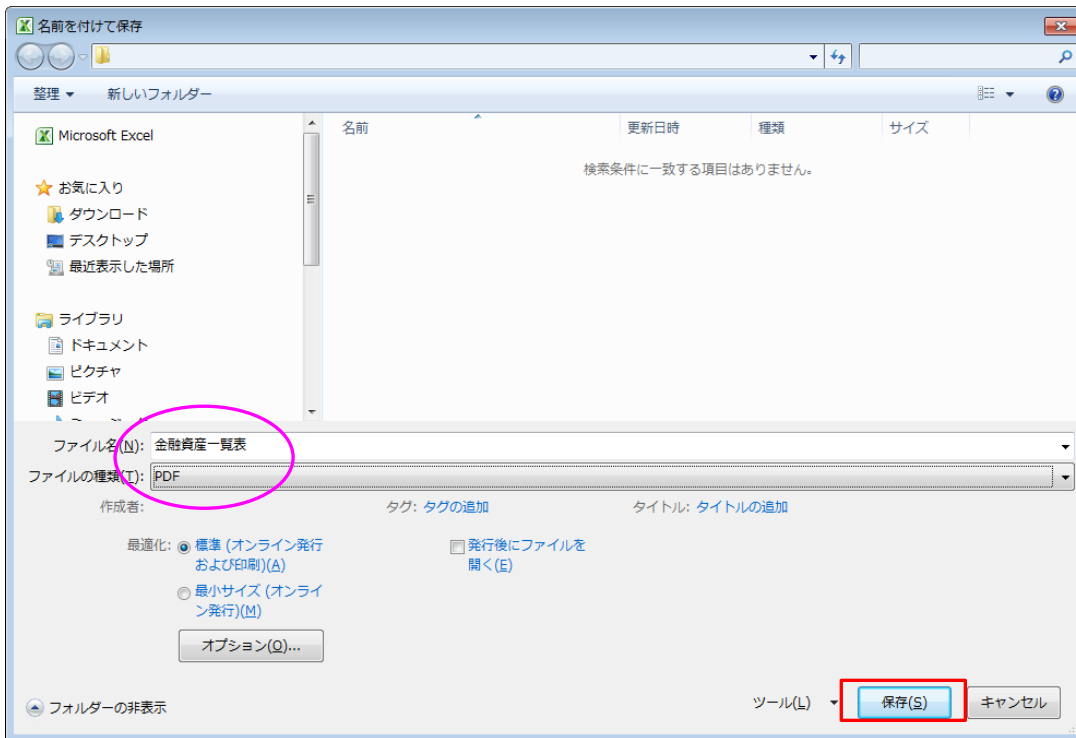 名前を付けて保存
整理 新しいフォルダー
名前 更新日時 種類 サイズ
検索条件に一致する項目はありません。
Microsoft Excel
お気に入り
ダウンロード
デスクトップ
最近表示した場所
ライブラリ
ドキュメント
ピクチャ
ビデオ
ファイル名(N): 金融資産一覧表
ファイルの種類(T): PDF
作成者: タグ: タグの追加 タイトル: タイトルの追加
最適化: 標準 (オンライン発行
および印刷)(A)
最小サイズ (オンライ
ン発行)(M)
発行後にファイルを
開く(E)
オプション(O)...
フォルダーの非表示
ツール(L) 保存(S) キャンセル